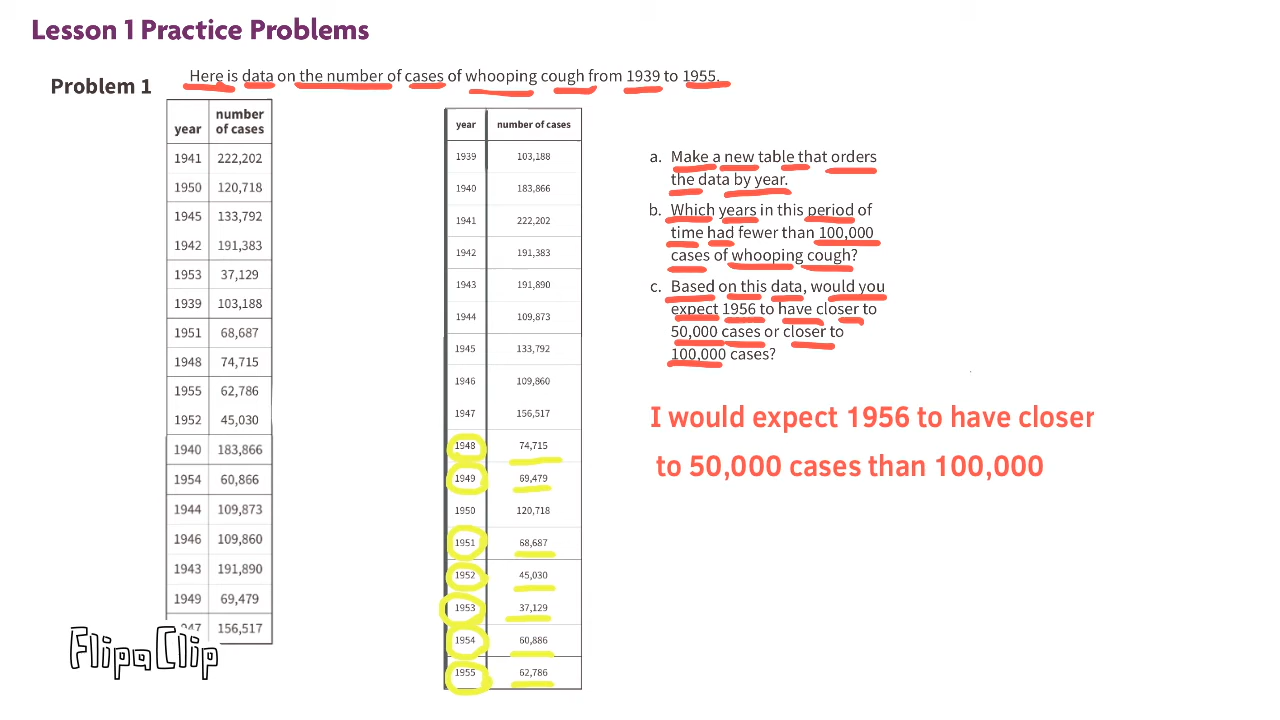 Lesson 1 Practice Problems
Problem 1
Here is data on the number of cases of whooping cough from 1939 to 1955.
year number of cases
1941 222,202
1950 120,718
1945 133,792
1942 191,383
1953 37,129
1939 103,188
1951 68,687
1948 74,715
1955 62,786
1952 45,030
1940 183,866
1954 60,866
1944 109,873
1946 109,860
1943 191,890
1949 69,479
47 156,517
FlipaClip
year number of cases
1939 103,188
1940 183,866
1941 222,202
1942 191,383
1943 191,890
1944 109,873
1945 133,792
1946 109,860
1947 156,517
1948 74,715
1949 69,479
1950 120,718
1951 68,687
1952 45,030
1953 37,129
1954 60,886
1955 62,786
a. Make a new table that orders
the data by year.
b. Which years in this period of
time had fewer than 100,000
cases of whooping cough?
c. Based on this data, would you
expect 1956 to have closer to
50,000 cases or closer to
100,000 cases?
I would expect 1956 to have closer
to 50,000 cases than 100,000